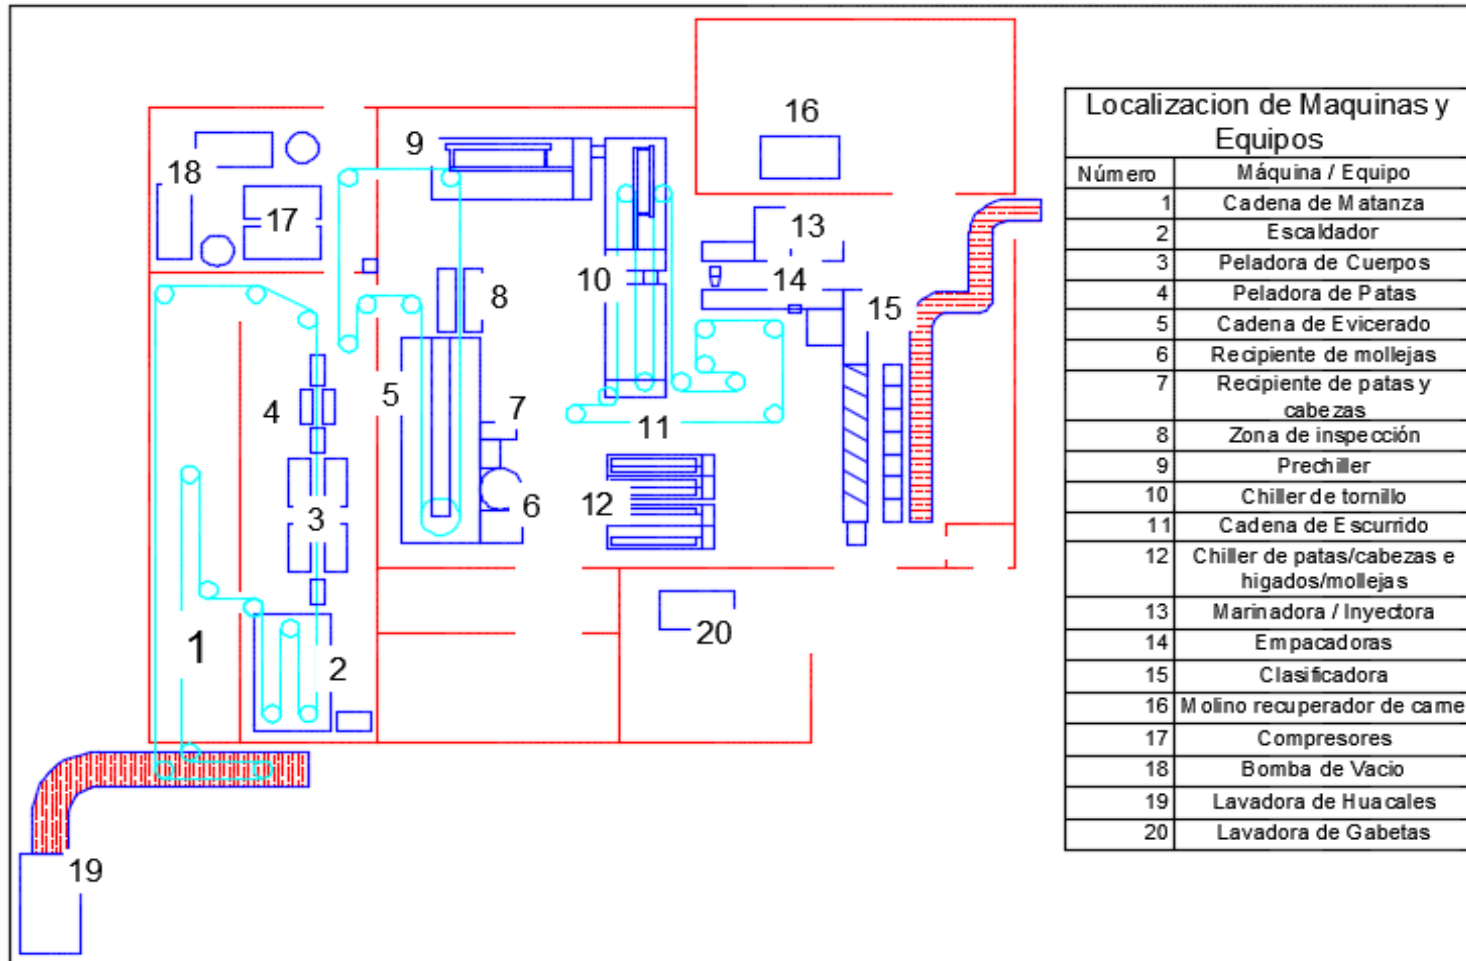 16
9
18
17
13
10
14
8
15
5
4
7
11
12
6
3
1
2
20
19
Localizacion de Maquinas y
Equipos
Número Máquina / Equipo
1 Cadena de Matanza
2 Escaldador
3 Peladora de Cuerpos
4 Peladora de Patas
5 Cadena de Evicerado
6 Recipiente de mollejas
7 Recipiente de patas y
cabezas
8 Zona de inspección
9 Prechiller
10 Chiller de tornillo
11 Cadena de Escurrido
12 Chiller de patas/cabezas e
higados/mollejas
13 Marinadora / Inyectora
14 Empacadoras
15 Clasificadora
16 Molino recuperador de carne
17 Compresores
18 Bomba de Vacio
19 Lavadora de Huacales
20 Lavadora de Gabetas